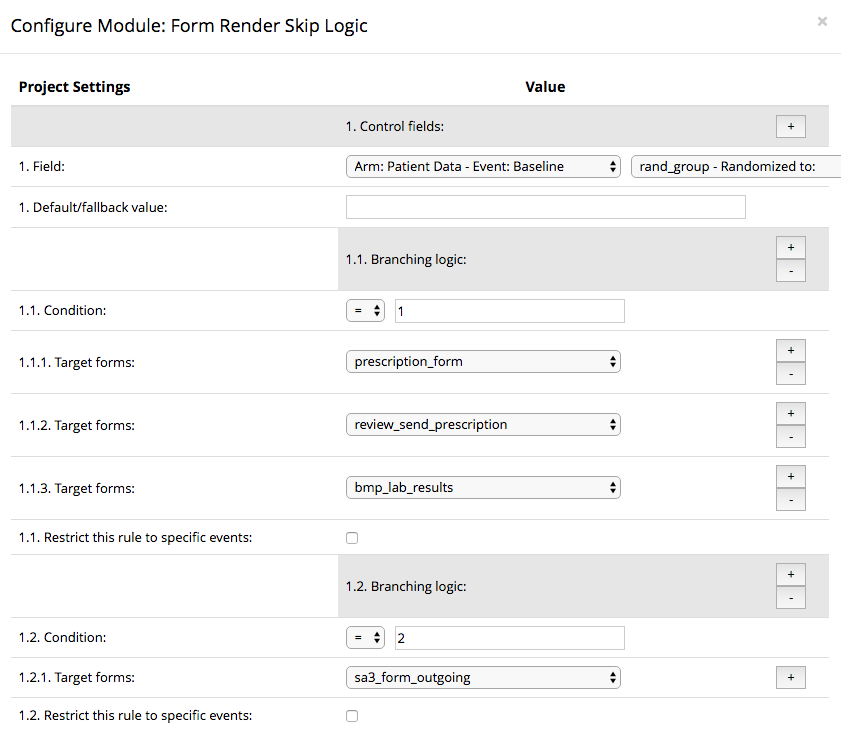 Configure Module: Form Render Skip Logic ×
Project Settings Value
1. Control fields: +
1. Field: Arm: Patient Data - Event: Baseline rand_group - Randomized to:
1. Default/fallback value:
1.1. Branching logic: +
-
1.1. Condition: = 1
1.1.1. Target forms: prescription_form +
-
1.1.2. Target forms: review_send_prescription +
-
1.1.3. Target forms: bmp_lab_results +
-
1.1. Restrict this rule to specific events:
1.2. Branching logic: +
-
1.2. Condition: = 2
1.2.1. Target forms: sa3_form_outgoing +
1.2. Restrict this rule to specific events: